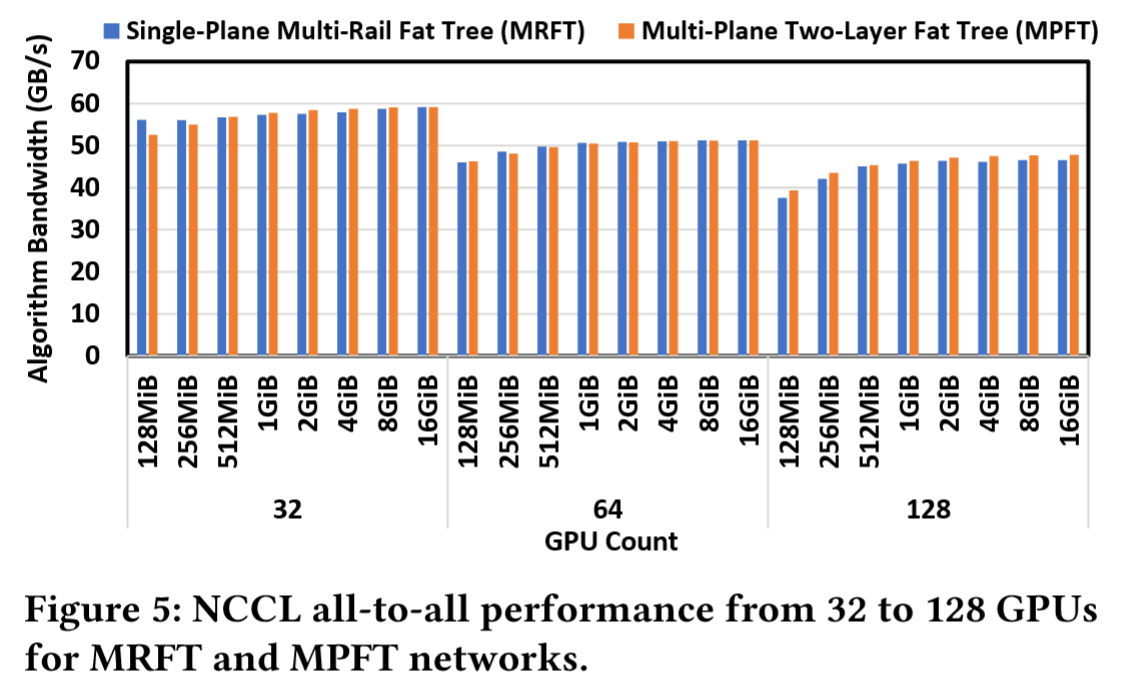 Single-Plane Multi-Rail Fat Tree (MRFT) Multi-Plane Two-Layer Fat Tree (MPFT)
Algorithm Bandwidth (GB/s)
70
60
50
40
30
20
10
0
128MiB 256MiB 512MiB 1GiB 2GiB 4GiB 8GiB 16GiB 128MiB 256MiB 512MiB 1GiB 2GiB 4GiB 8GiB 16GiB 128MiB 256MiB 512MiB 1GiB 2GiB 4GiB 8GiB 16GiB
32 64 128
GPU Count
Figure 5: NCCL all-to-all performance from 32 to 128 GPUs
for MRFT and MPFT networks.